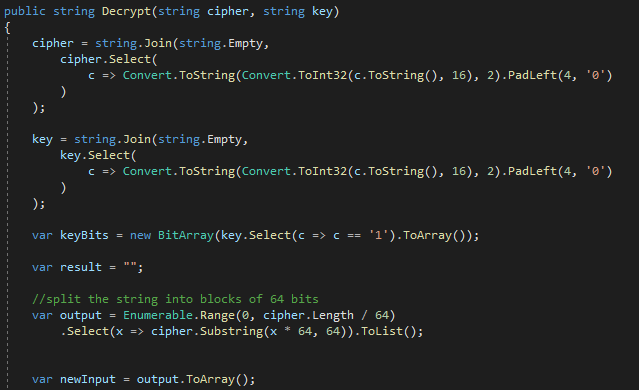 public string Decrypt(string cipher, string key)
{
cipher = string.Join(string.Empty,
cipher.Select(
c => Convert.ToString(Convert.ToInt32(c.ToString(), 16), 2).PadLeft(4, '0')
)
);
key = string.Join(string.Empty,
key.Select(
c => Convert.ToString(Convert.ToInt32(c.ToString(), 16), 2).PadLeft(4, '0')
)
);
var keyBits = new BitArray(key.Select(c => c == '1').ToArray());
var result = "";
//split the string into blocks of 64 bits
var output = Enumerable.Range(0, cipher.Length / 64)
.Select(x => cipher.Substring(x * 64, 64)).ToList();
var newInput = output.ToArray();